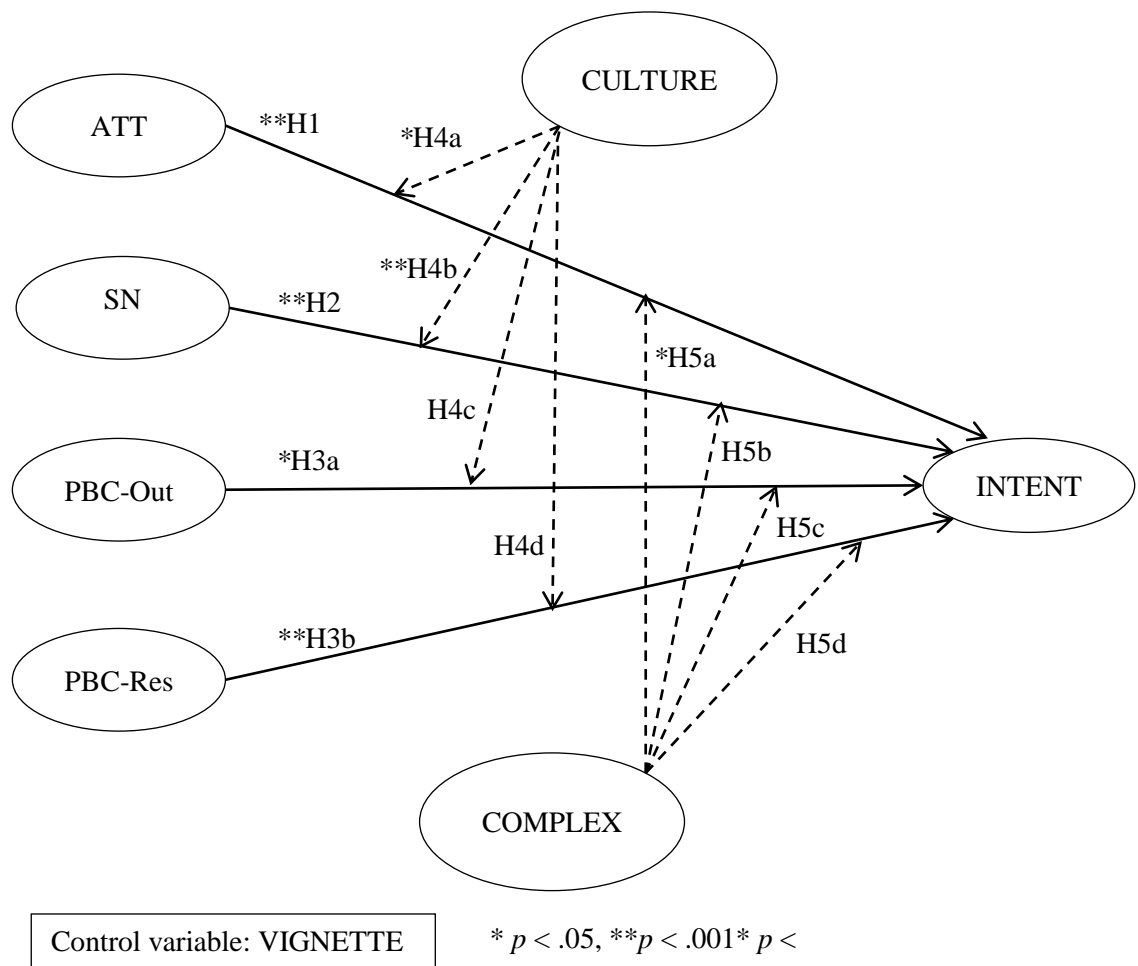 CULTURE
ATT
**H1
*H4a
**H4b
SN
**H2
*H5a
H4c
H5b
*H3a
PBC-Out
INTENT
H5c
H4d
**H3b
H5d
PBC-Res
COMPLEX
Control variable: VIGNETTE
* p < .05, **p < .001* p <